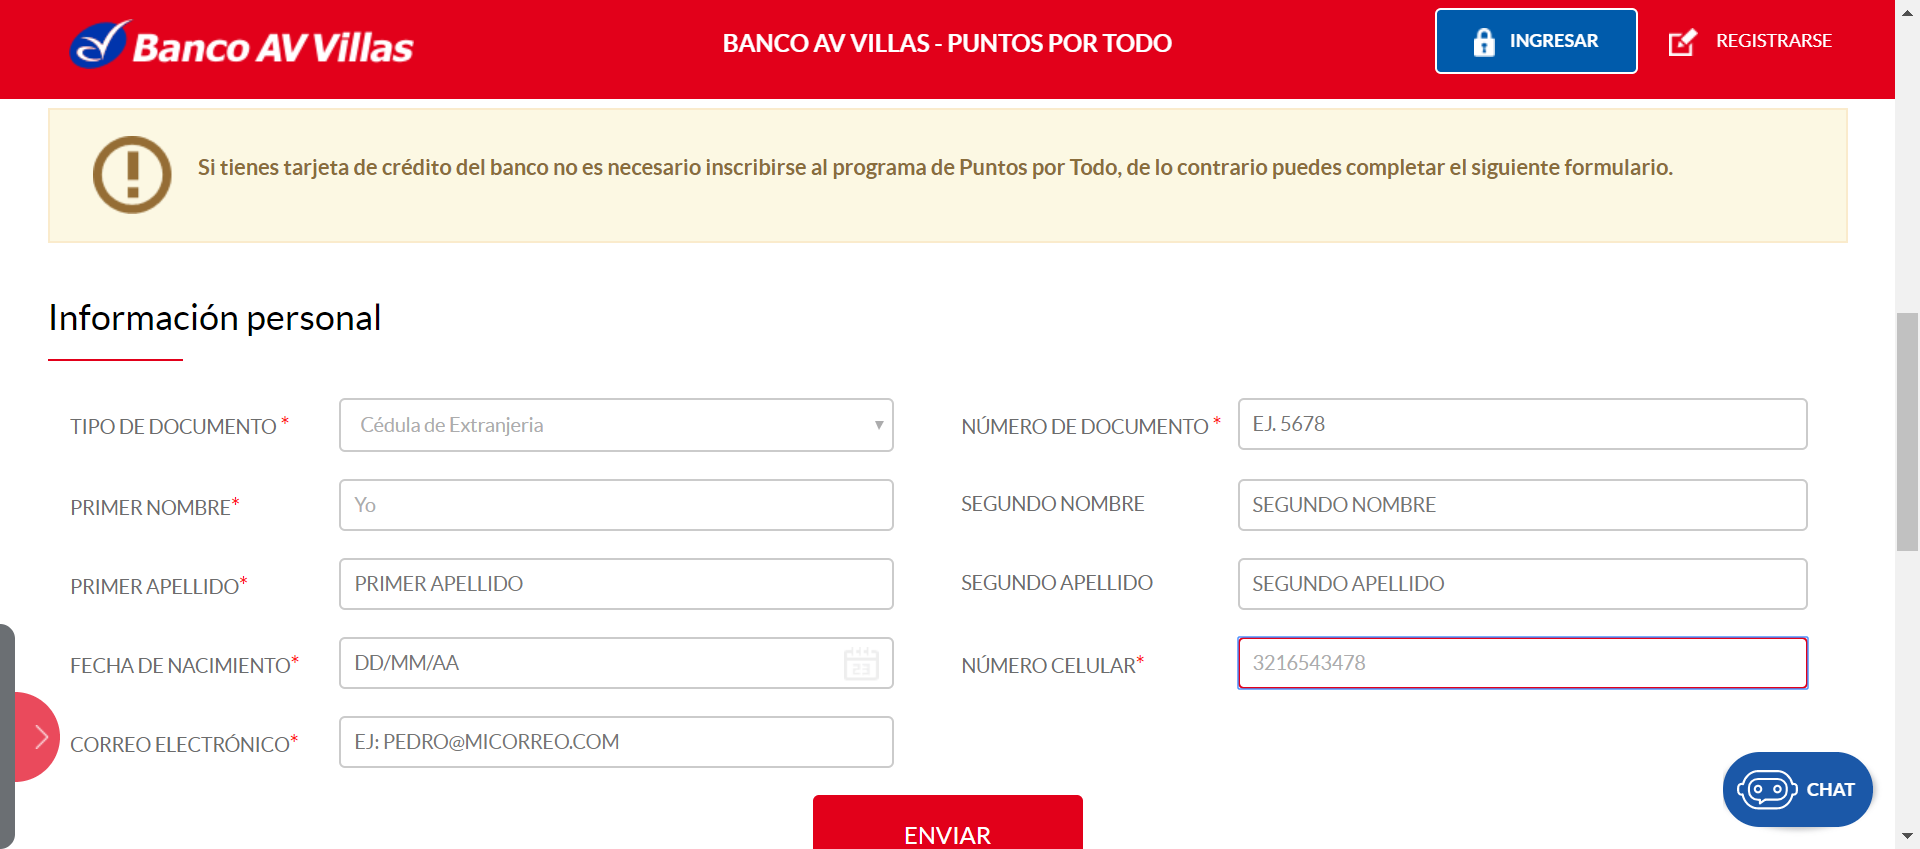 Banco AV Villas
BANCO AV VILLAS - PUNTOS POR TODO
INGRESAR
REGISTRARSE
Si tienes tarjeta de crédito del banco no es necesario inscribirse al programa de Puntos por Todo, de lo contrario puedes completar el siguiente formulario.
Información personal
TIPO DE DOCUMENTO *
Cédula de Extranjeria
NÚMERO DE DOCUMENTO *
EJ. 5678
PRIMER NOMBRE*
Yo
SEGUNDO NOMBRE
SEGUNDO NOMBRE
PRIMER APELLIDO*
PRIMER APELLIDO
SEGUNDO APELLIDO
SEGUNDO APELLIDO
FECHA DE NACIMIENTO*
DD/MM/AA
23
NÚMERO CELULAR*
3216543478
CORREO ELECTRÓNICO*
EJ: PEDRO@MICORREO.COM
CHAT
ENVIAR